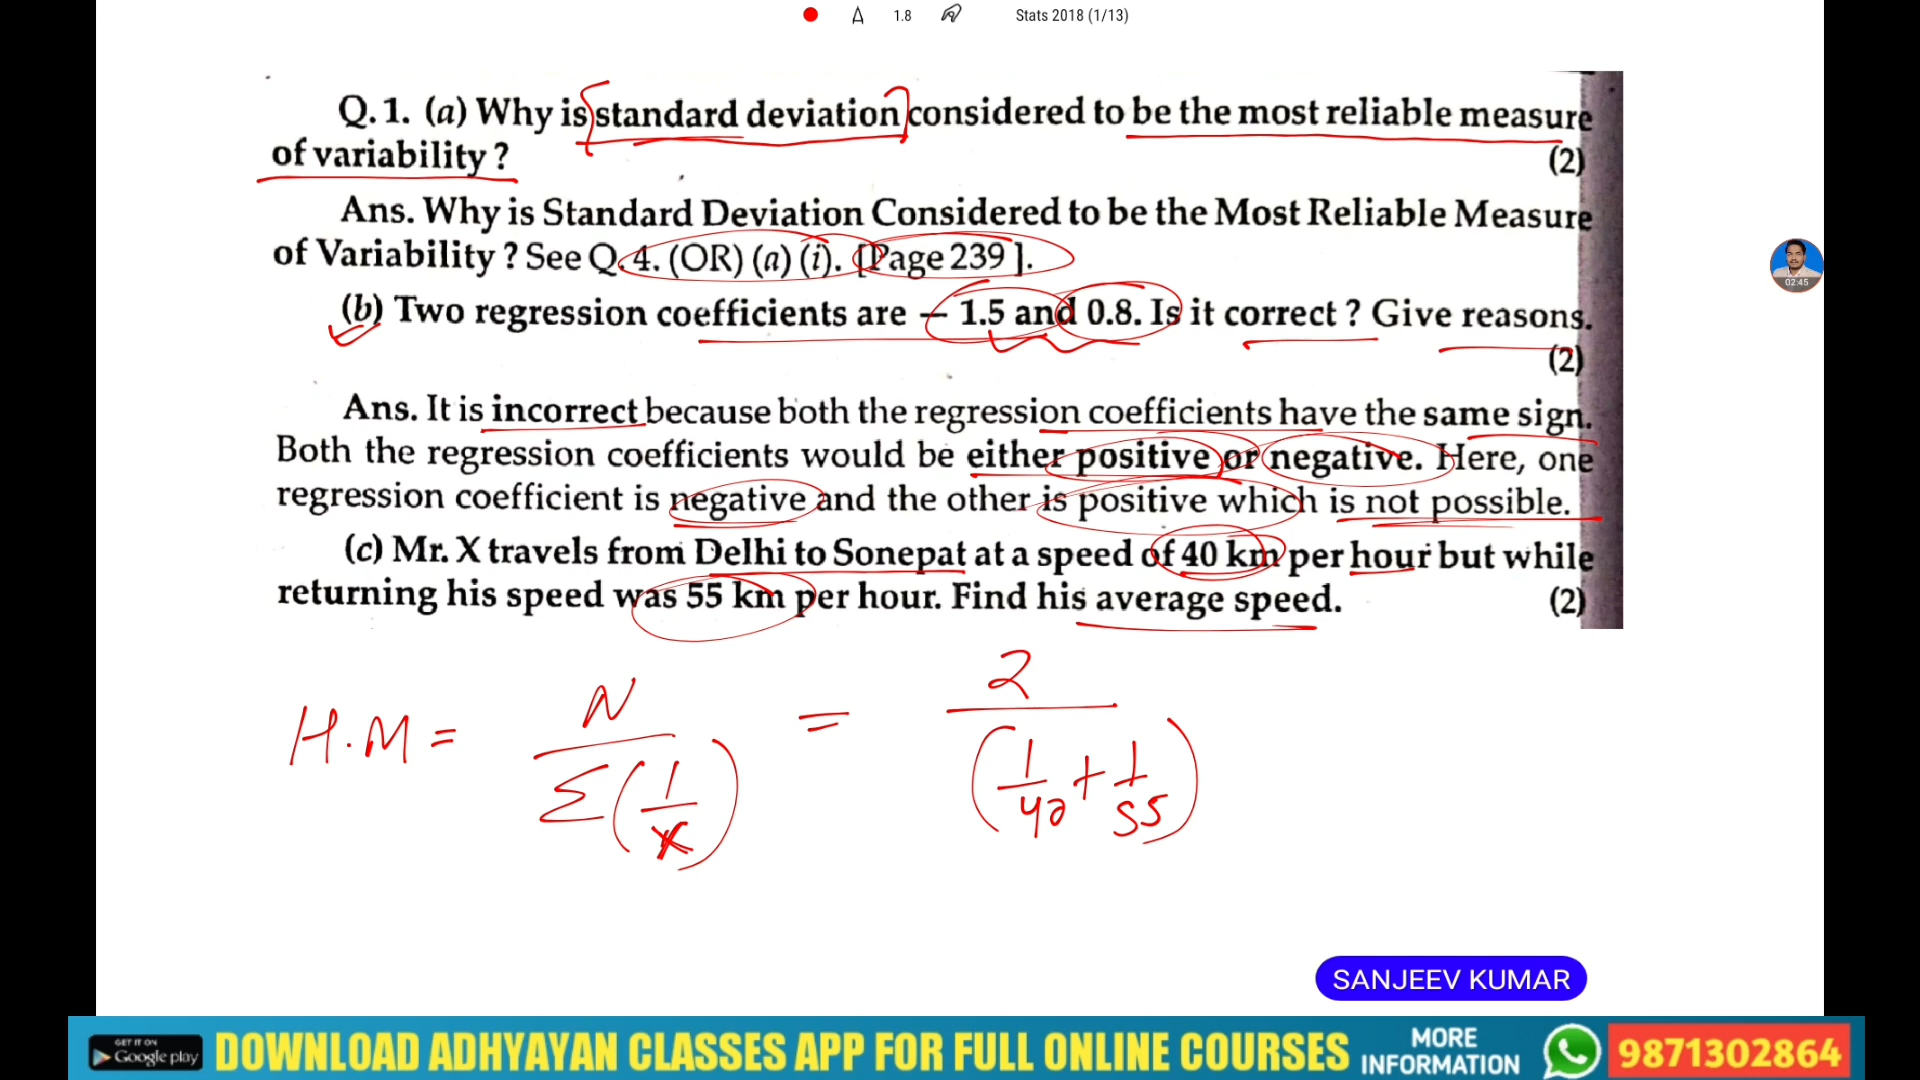 1.8 Stats 2018 (1/13)
Q. 1. (a) Why is standard deviation considered to be the most reliable measure
of variability ? (2)
Ans. Why is Standard Deviation Considered to be the Most Reliable Measure
of Variability ? See Q. 4. (OR) (a) (i). [Page 239 ].
(b) Two regression coefficients are – 1.5 and 0.8. Is it correct ? Give reasons.
(2)
Ans. It is incorrect because both the regression coefficients have the same sign.
Both the regression coefficients would be either positive or negative. Here, one
regression coefficient is negative and the other is positive which is not possible.
(c) Mr. X travels from Delhi to Sonepat at a speed of 40 km per hour but while
returning his speed was 55 km per hour. Find his average speed. (2)
02:45
H.M = N / Σ(1/x) = 2 / (1/40 + 1/55)
SANJEEV KUMAR
GET IT ON
Google play
DOWNLOAD ADHYAYAN CLASSES APP FOR FULL ONLINE COURSES
MORE
INFORMATION
9871302864